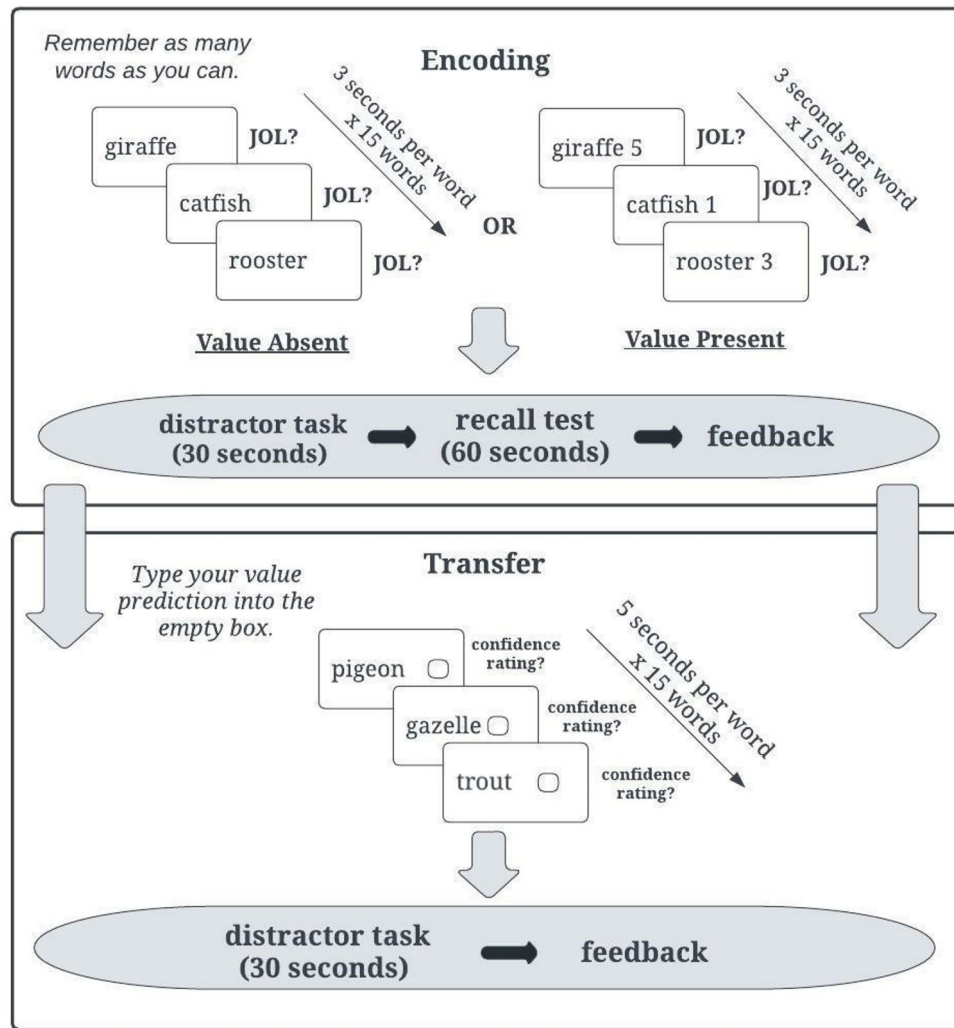 Remember as many
words as you can.
Encoding
giraffe
JOL?
catfish
JOL?
rooster
JOL?
3 seconds per word
x 15 words
OR
giraffe 5
JOL?
catfish 1
JOL?
rooster 3
JOL?
3 seconds per word
x 15 words
Value Absent
Value Present
distractor task
(30 seconds)
recall test
(60 seconds)
feedback
Transfer
Type your value
prediction into the
empty box.
pigeon
confidence
rating?
gazelle
confidence
rating?
trout
confidence
rating?
5 seconds per word
x 15 words
distractor task
(30 seconds)
feedback